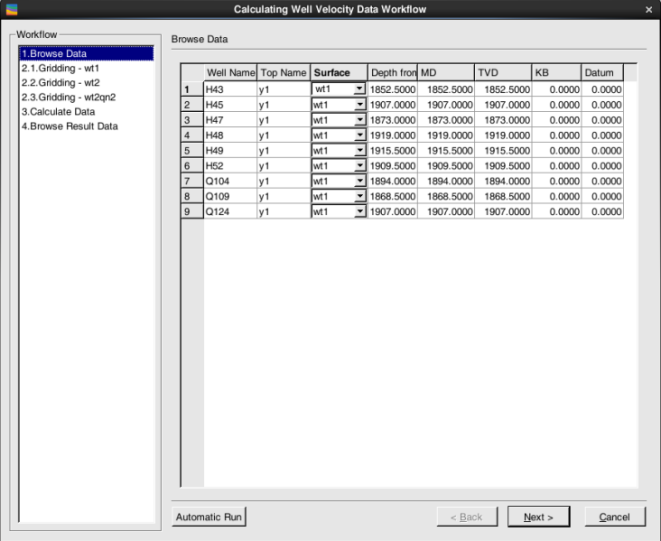 Calculating Well Velocity Data Workflow
Workflow
1.Browse Data
2.1.Gridding - wt1
2.2.Gridding - wt2
2.3.Gridding - wt2qn2
3.Calculate Data
4.Browse Result Data
Browse Data
Well Name Top Name Surface Depth fron MD TVD KB Datum
1 H43 y1 wt1 1852.5000 1852.5000 1852.5000 0.0000 0.0000
2 H45 y1 wt1 1907.0000 1907.0000 1907.0000 0.0000 0.0000
3 H47 y1 wt1 1873.0000 1873.0000 1873.0000 0.0000 0.0000
4 H48 y1 wt1 1919.0000 1919.0000 1919.0000 0.0000 0.0000
5 H49 y1 wt1 1915.5000 1915.5000 1915.5000 0.0000 0.0000
6 H52 y1 wt1 1909.5000 1909.5000 1909.5000 0.0000 0.0000
7 Q104 y1 wt1 1894.0000 1894.0000 1894.0000 0.0000 0.0000
8 Q109 y1 wt1 1868.5000 1868.5000 1868.5000 0.0000 0.0000
9 Q124 y1 wt1 1907.0000 1907.0000 1907.0000 0.0000 0.0000
Automatic Run < Back Next > Cancel